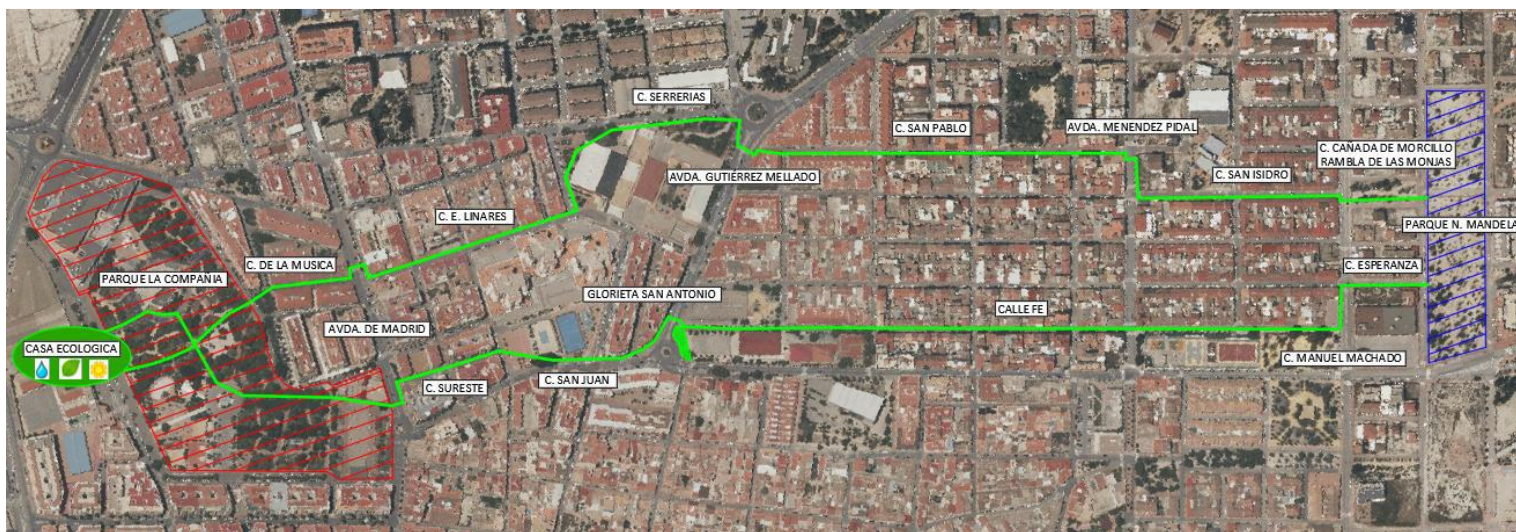 C. SERRERIAS
C. SAN PABLO
AVDA. MENENDEZ PIDAL
C. CAÑADA DE MORCILLO
RAMBLA DE LAS MONJAS
AVDA. GUTIÉRREZ MELLADO
C. SAN ISIDRO
C. E. LINARES
PARQUE N. MANDELA
C. DE LA MUSICA
C. ESPERANZA
PARQUE LA COMPAÑIA
GLORIETA SAN ANTONIO
CALLE FE
AVDA. DE MADRID
CASA ECOLOGICA
C. MANUEL MACHADO
C. SURESTE
C. SAN JUAN